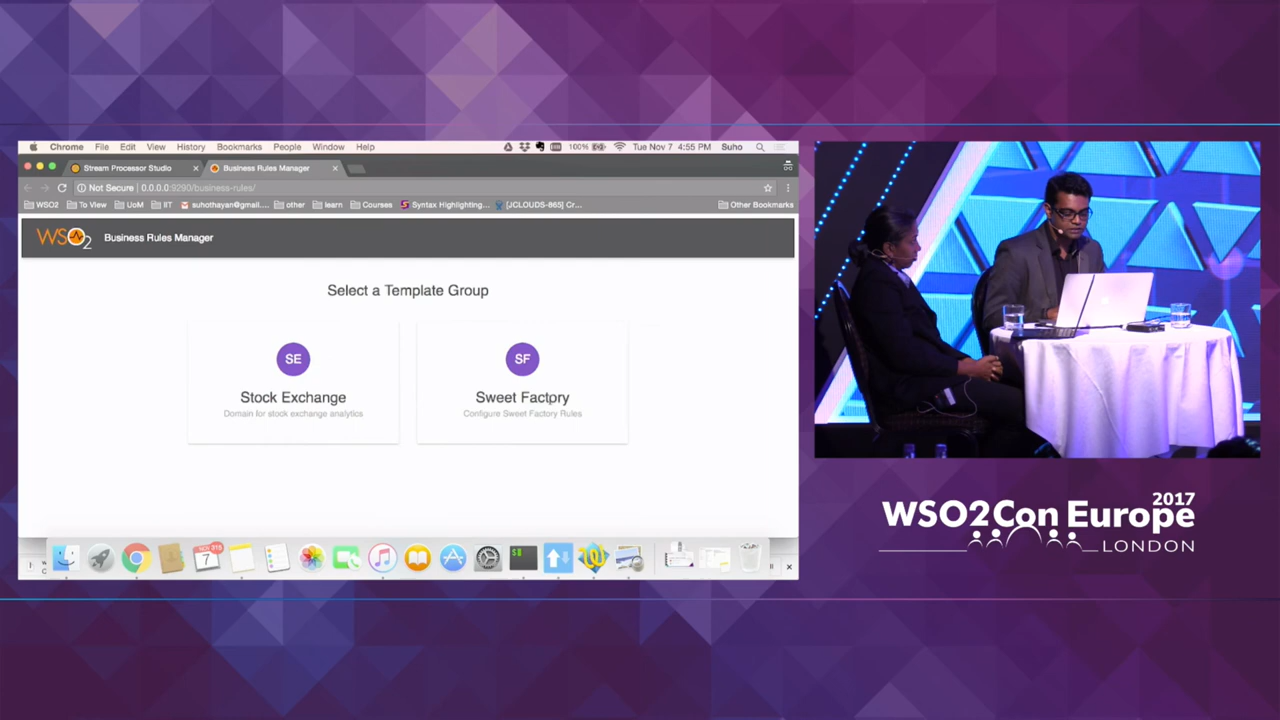 Chrome File Edit View History Bookmarks People Window Help 100% Tue Nov 7 4:55 PM Suho
Stream Processor Studio × Business Rules Manager ×
Not Secure 0.0.0.0:9290/business-rules/
WSO2 To View UoM IIT suhothayan@gmail.... other learn Courses Syntax Highlighting... [JCLOUDS-865] Cr... Other Bookmarks
WSO2 Business Rules Manager
Select a Template Group
SE
SF
Stock Exchange
Sweet Factory
Domain for stock exchange analytics
Configure Sweet Factory Rules
7
2017
WSO2Con Europe
LONDON